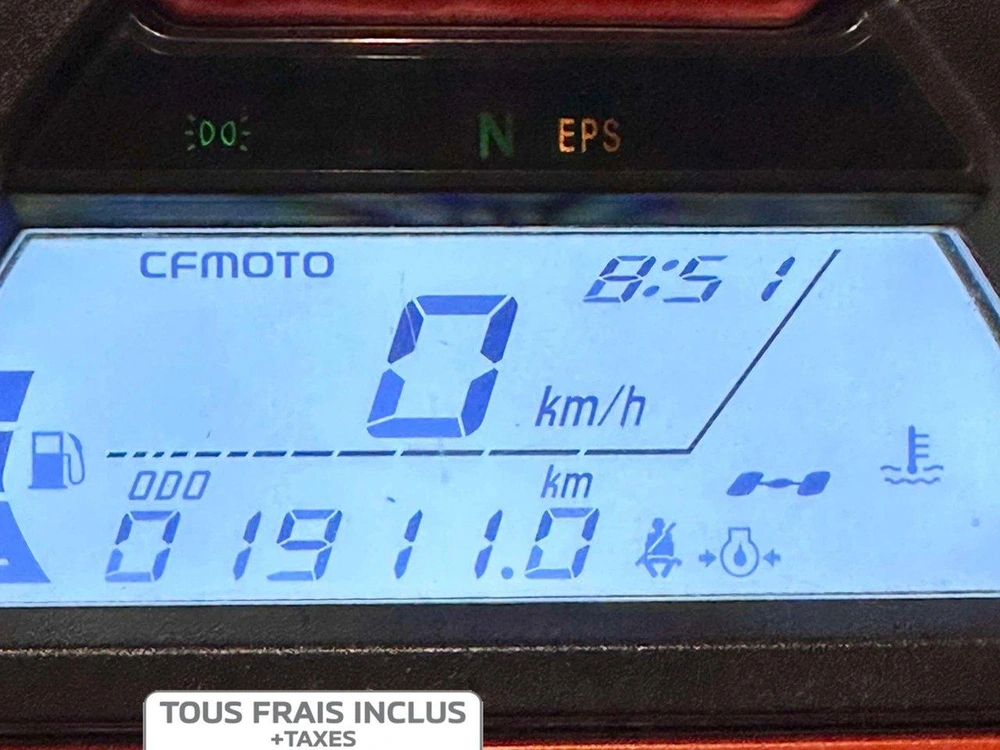 N EPS
CFMOTO 8:51
0 km/h
ODO km
01911.0
TOUS FRAIS INCLUS
+TAXES